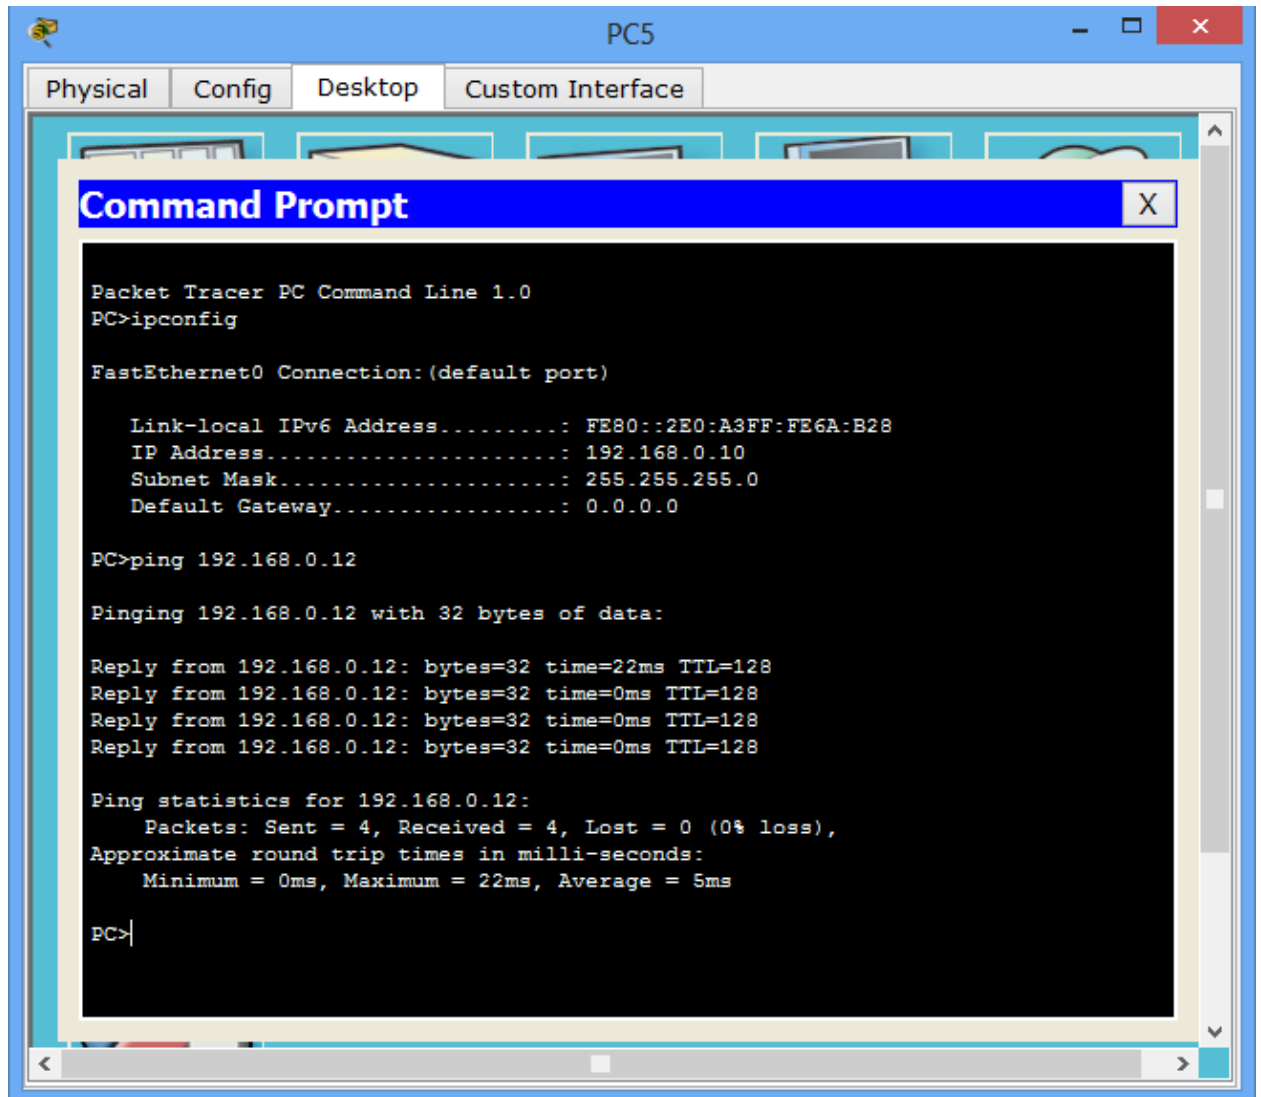 PC5
Physical Config Desktop Custom Interface
Command Prompt X
Packet Tracer PC Command Line 1.0
PC>ipconfig
FastEthernet0 Connection:(default port)
Link-local IPv6 Address.........: FE80::2E0:A3FF:FE6A:B28
IP Address......................: 192.168.0.10
Subnet Mask.....................: 255.255.255.0
Default Gateway.................: 0.0.0.0
PC>ping 192.168.0.12
Pinging 192.168.0.12 with 32 bytes of data:
Reply from 192.168.0.12: bytes=32 time=22ms TTL=128
Reply from 192.168.0.12: bytes=32 time=0ms TTL=128
Reply from 192.168.0.12: bytes=32 time=0ms TTL=128
Reply from 192.168.0.12: bytes=32 time=0ms TTL=128
Ping statistics for 192.168.0.12:
Packets: Sent = 4, Received = 4, Lost = 0 (0% loss),
Approximate round trip times in milli-seconds:
Minimum = 0ms, Maximum = 22ms, Average = 5ms
PC>